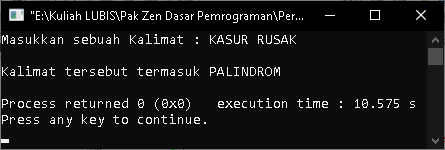 "E:\Kuliah LUBIS\Pak Zen Dasar Pemrograman\Per...
Masukkan sebuah Kalimat : KASUR RUSAK
Kalimat tersebut termasuk PALINDROM
Process returned 0 (0x0)   execution time : 10.575 s
Press any key to continue.